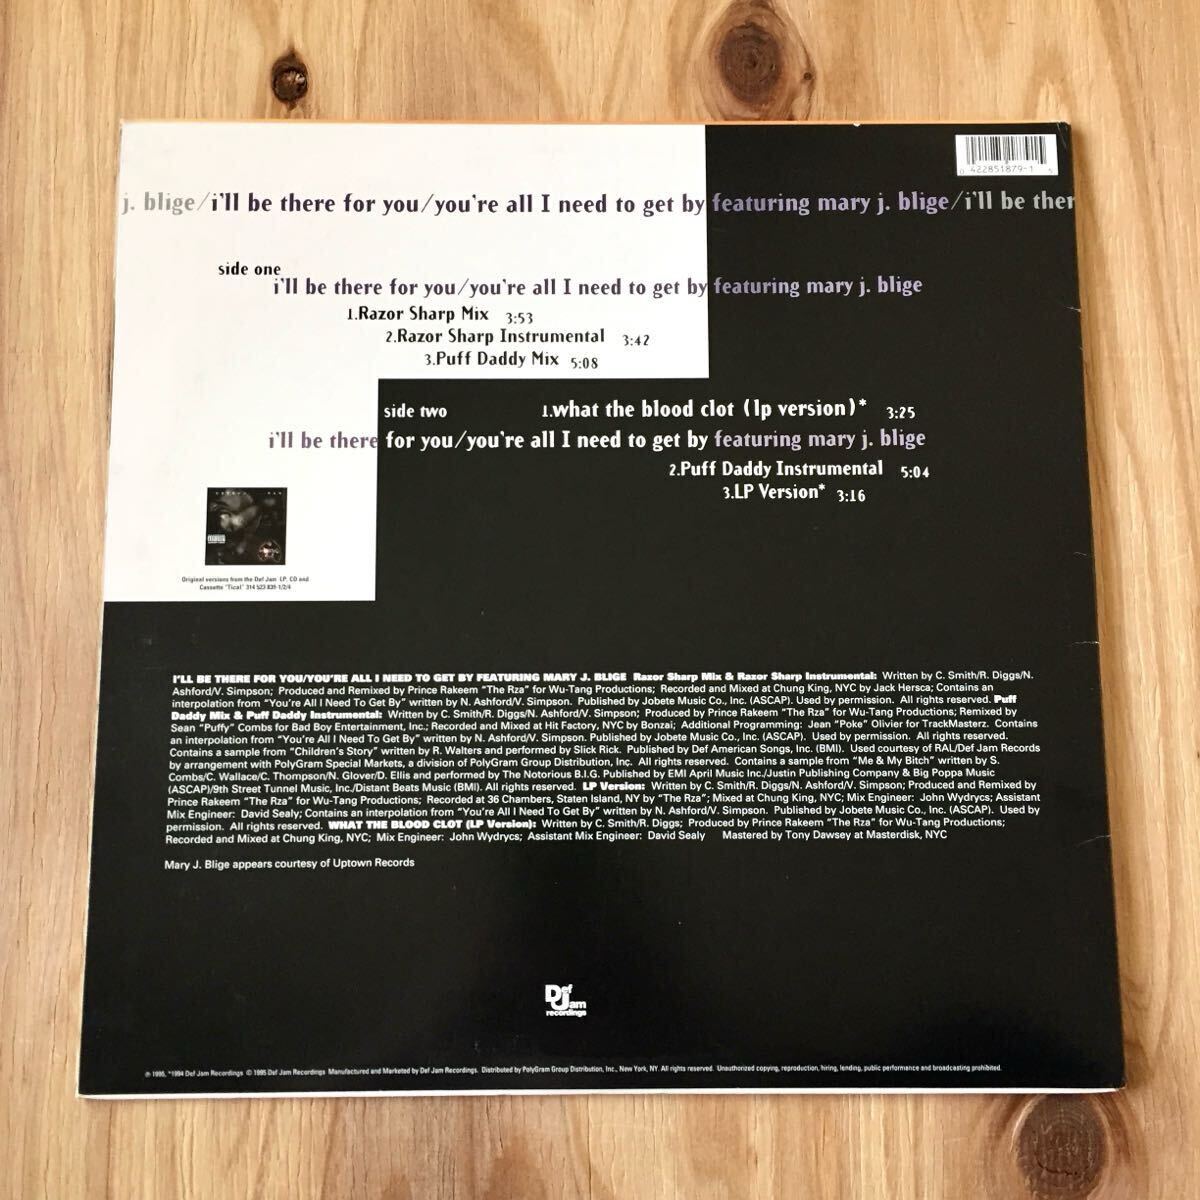 0 422851879-1 5
j. blige/i'll be there for you/you're all I need to get by featuring mary j. blige/i'll be ther
side one
i'll be there for you/you're all I need to get by featuring mary j. blige
1.Razor Sharp Mix 3:53
2.Razor Sharp Instrumental 3:42
3.Puff Daddy Mix 5:08
side two 1.what the blood clot (lp version)* 3:25
i'll be there for you/you're all I need to get by featuring mary j. blige
2.Puff Daddy Instrumental 5:04
3.LP Version* 3:16
Original versions from the Def Jam LP, CD and
Cassette "Tical" 314 523 839-1/2/4
I'LL BE THERE FOR YOU/YOU'RE ALL I NEED TO GET BY FEATURING MARY J. BLIGE Razor Sharp Mix & Razor Sharp Instrumental: Written by C. Smith/R. Diggs/N.
Ashford/V. Simpson; Produced and Remixed by Prince Rakeem "The Rza" for Wu-Tang Productions; Recorded and Mixed at Chung King, NYC by Jack Hersca; Contains an
interpolation from "You're All I Need To Get By" written by N. Ashford/V. Simpson. Published by Jobete Music Co., Inc. (ASCAP). Used by permission. All rights reserved. Puff
Daddy Mix & Puff Daddy Instrumental: Written by C. Smith/R. Diggs/N. Ashford/V. Simpson; Produced by Prince Rakeem "The Rza" for Wu-Tang Productions; Remixed by
Sean "Puffy" Combs for Bad Boy Entertainment, Inc.; Recorded and Mixed at Hit Factory, NYC by Bonzai; Additional Programming: Jean "Poke" Olivier for TrackMasterz. Contains
an interpolation from "You're All I Need To Get By" written by N. Ashford/V. Simpson. Published by Jobete Music Co., Inc. (ASCAP). Used by permission. All rights reserved.
Contains a sample from "Children's Story" written by R. Walters and performed by Slick Rick. Published by Def American Songs, Inc. (BMI). Used courtesy of RAL/Def Jam Records
by arrangement with PolyGram Special Markets, a division of PolyGram Group Distribution, Inc. All rights reserved. Contains a sample from "Me & My Bitch" written by S.
Combs/C. Wallace/C. Thompson/N. Glover/D. Ellis and performed by The Notorious B.I.G. Published by EMI April Music Inc./Justin Publishing Company & Big Poppa Music
(ASCAP)/9th Street Tunnel Music, Inc./Distant Beats Music (BMI). All rights reserved. LP Version: Written by C. Smith/R. Diggs/N. Ashford/V. Simpson; Produced and Remixed by
Prince Rakeem "The Rza" for Wu-Tang Productions; Recorded at 36 Chambers, Staten Island, NY by "The Rza"; Mixed at Chung King, NYC; Mix Engineer: John Wydrycs; Assistant
Mix Engineer: David Sealy; Contains an interpolation from "You're All I Need To Get By" written by N. Ashford/V. Simpson. Published by Jobete Music Co., Inc. (ASCAP). Used by
permission. All rights reserved. WHAT THE BLOOD CLOT (LP Version): Written by C. Smith/R. Diggs; Produced by Prince Rakeem "The Rza" for Wu-Tang Productions;
Recorded and Mixed at Chung King, NYC; Mix Engineer: John Wydrycs; Assistant Mix Engineer: David Sealy Mastered by Tony Dawsey at Masterdisk, NYC
Mary J. Blige appears courtesy of Uptown Records
Def
Jam
recordings
℗ 1995, *1994 Def Jam Recordings © 1995 Def Jam Recordings Manufactured and Marketed by Def Jam Recordings. Distributed by PolyGram Group Distribution, Inc., New York, NY. All rights reserved. Unauthorized copying, reproduction, hiring, lending, public performance and broadcasting prohibited.